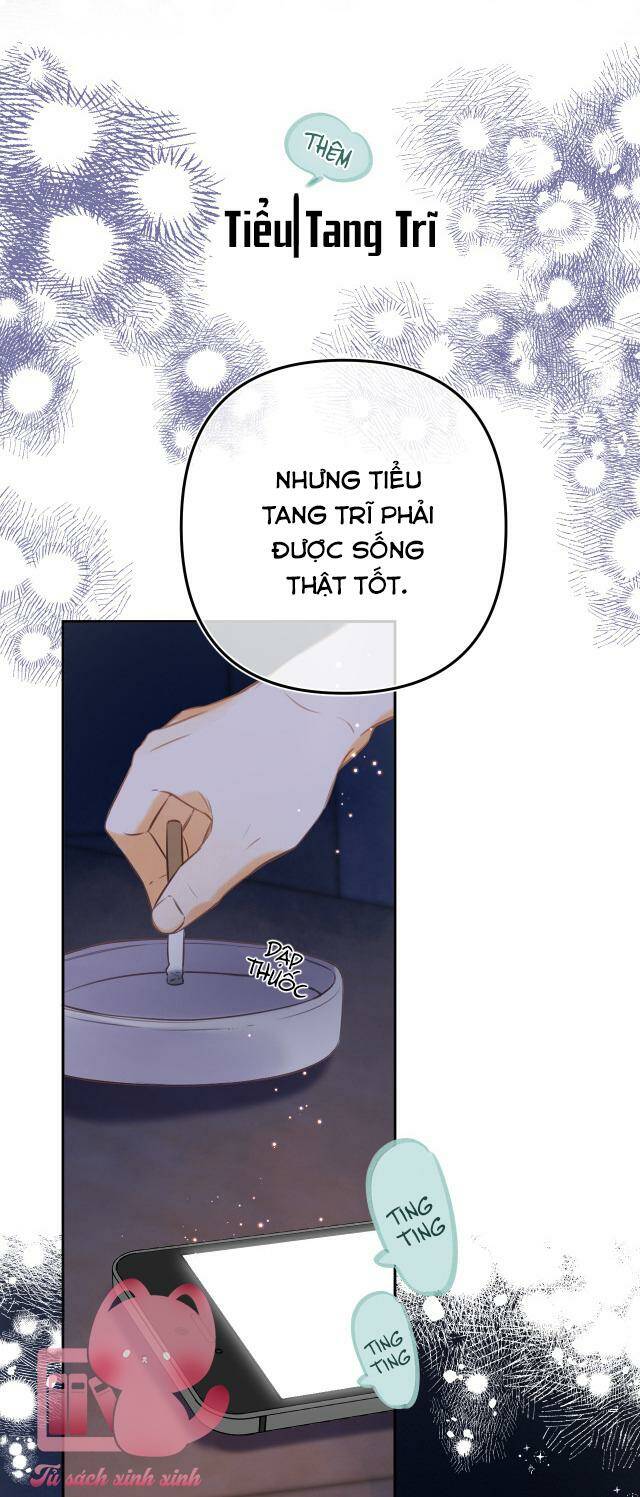 THÊM
Tiểu|Tang Trĩ
NHƯNG TIỂU
TANG TRĨ PHẢI
ĐƯỢC SỐNG
THẬT TỐT.
DẬP
THUỐC
TING
TING
TING
TING
Tủ sách xinh xinh